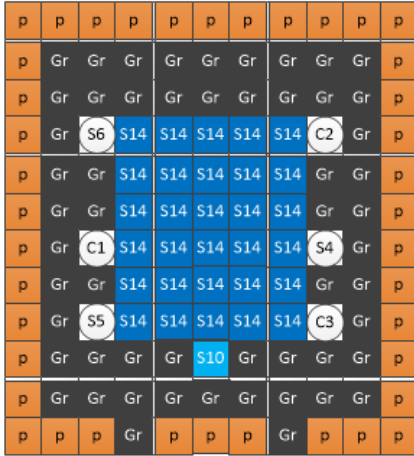 p p p p p p p p p p p
p Gr Gr Gr Gr Gr Gr Gr Gr Gr p
p Gr Gr Gr Gr Gr Gr Gr Gr Gr p
p Gr S6 S14 S14 S14 S14 S14 C2 Gr p
p Gr Gr S14 S14 S14 S14 S14 Gr Gr p
p Gr Gr S14 S14 S14 S14 S14 Gr Gr p
p Gr C1 S14 S14 S14 S14 S14 S4 Gr p
p Gr Gr S14 S14 S14 S14 S14 Gr Gr p
p Gr S5 S14 S14 S14 S14 S14 C3 Gr p
p Gr Gr Gr Gr S10 Gr Gr Gr Gr p
p Gr Gr Gr Gr Gr Gr Gr Gr Gr p
p p p Gr p p p Gr p p p